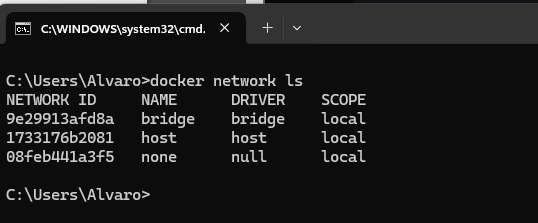 C:\WINDOWS\system32\cmd.
C:\Users\Alvaro>docker network ls
NETWORK ID     NAME      DRIVER    SCOPE
9e29913afd8a   bridge    bridge    local
1733176b2081   host      host      local
08feb441a3f5   none      null      local
C:\Users\Alvaro>